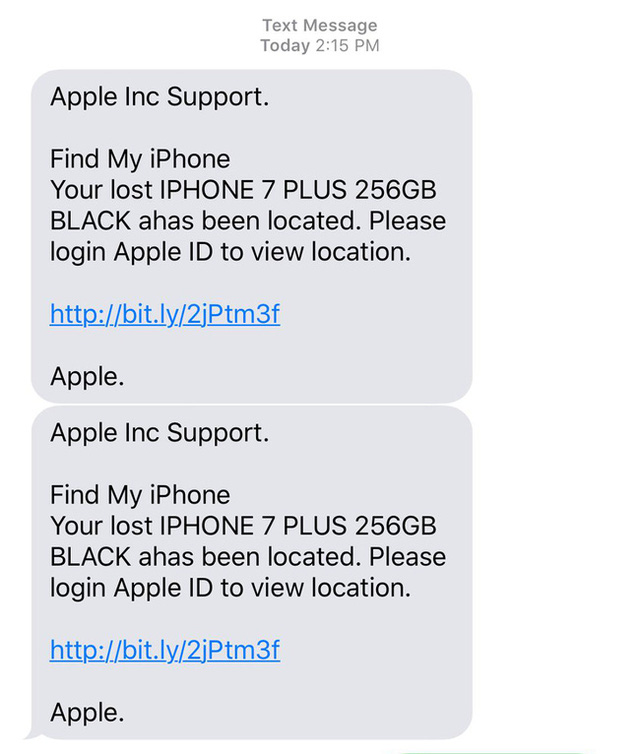 Text Message
Today 2:15 PM
Apple Inc Support.
Find My iPhone
Your lost IPHONE 7 PLUS 256GB
BLACK ahas been located. Please
login Apple ID to view location.
http://bit.ly/2jPtm3f
Apple.
Apple Inc Support.
Find My iPhone
Your lost IPHONE 7 PLUS 256GB
BLACK ahas been located. Please
login Apple ID to view location.
http://bit.ly/2jPtm3f
Apple.